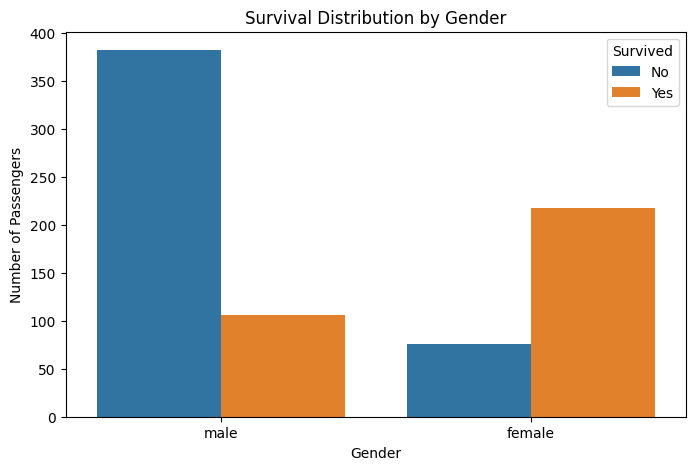 Survival Distribution by Gender
Survived
No
Yes
Number of Passengers
400
350
300
250
200
150
100
50
0
male female
Gender